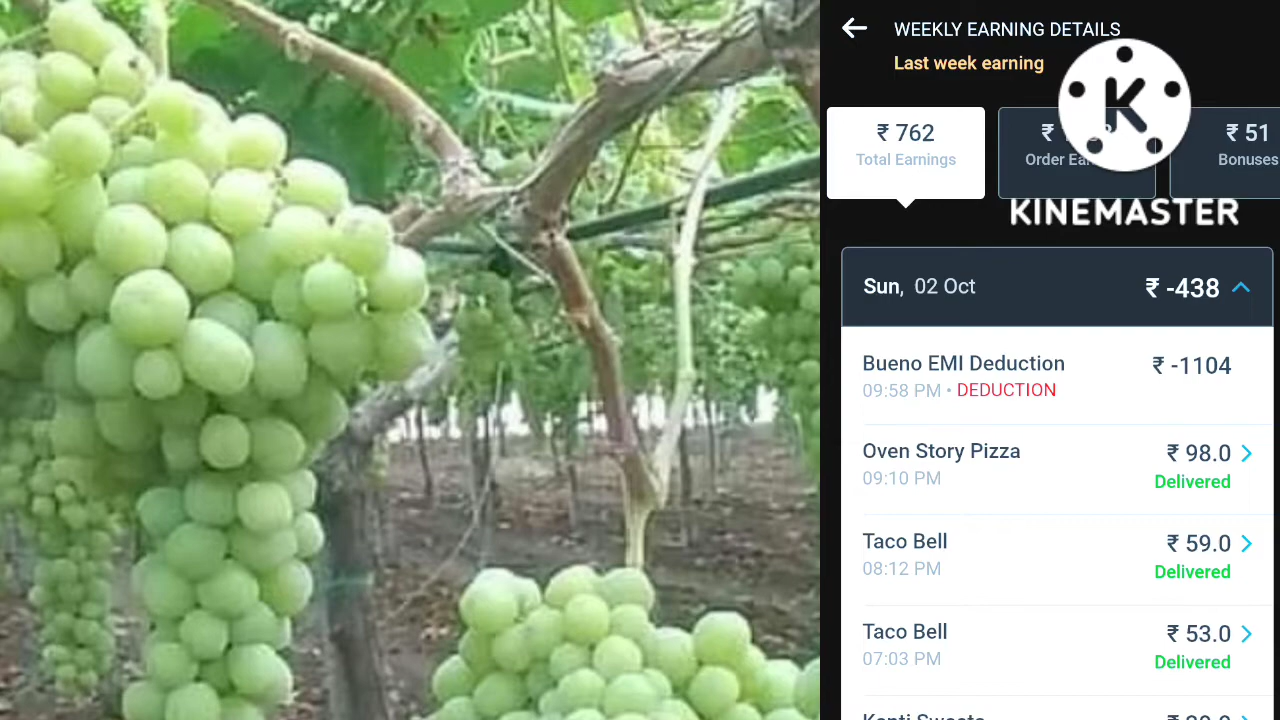 WEEKLY EARNING DETAILS
Last week earning
₹ 762
Total Earnings
₹
Order
₹ 51
Bonuses
K
KINEMASTER
Sun, 02 Oct
₹ -438
Bueno EMI Deduction
₹ -1104
09:58 PM • DEDUCTION
Oven Story Pizza
₹ 98.0
09:10 PM
Delivered
Taco Bell
₹ 59.0
08:12 PM
Delivered
Taco Bell
₹ 53.0
07:03 PM
Delivered